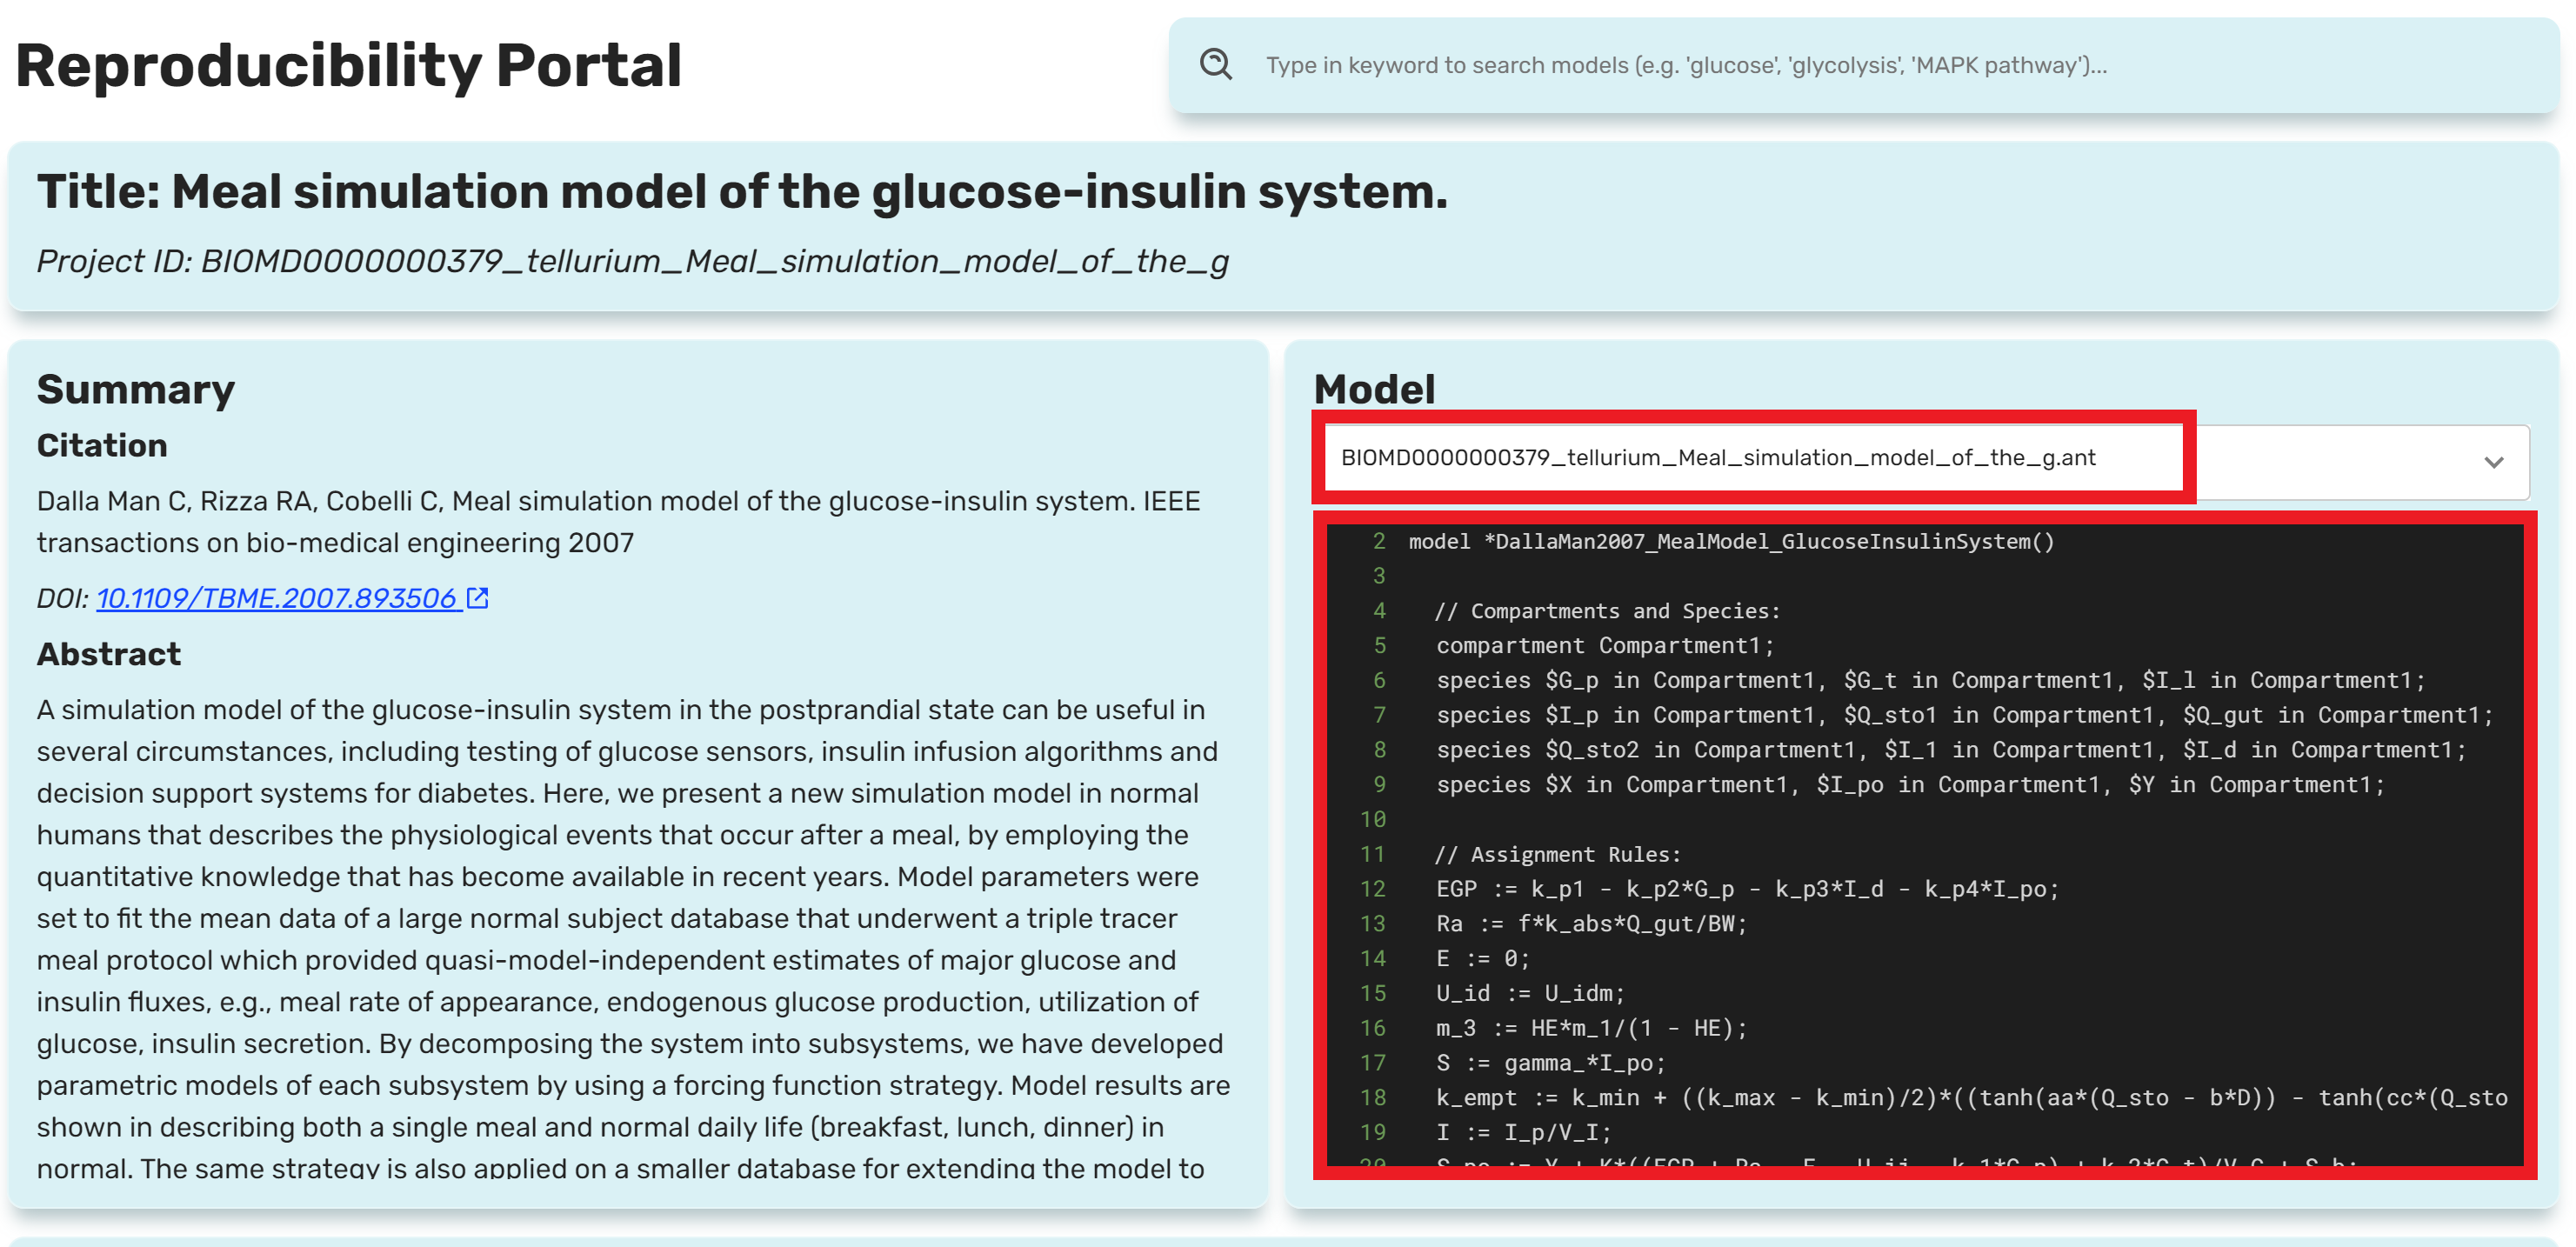 Reproducibility Portal
Type in keyword to search models (e.g. 'glucose', 'glycolysis', 'MAPK pathway')...
Title: Meal simulation model of the glucose-insulin system.
Project ID: BIOMD0000000379_tellurium_Meal_simulation_model_of_the_g
Summary
Citation
Dalla Man C, Rizza RA, Cobelli C, Meal simulation model of the glucose-insulin system. IEEE
transactions on bio-medical engineering 2007
DOI: 10.1109/TBME.2007.893506
Abstract
A simulation model of the glucose-insulin system in the postprandial state can be useful in
several circumstances, including testing of glucose sensors, insulin infusion algorithms and
decision support systems for diabetes. Here, we present a new simulation model in normal
humans that describes the physiological events that occur after a meal, by employing the
quantitative knowledge that has become available in recent years. Model parameters were
set to fit the mean data of a large normal subject database that underwent a triple tracer
meal protocol which provided quasi-model-independent estimates of major glucose and
insulin fluxes, e.g., meal rate of appearance, endogenous glucose production, utilization of
glucose, insulin secretion. By decomposing the system into subsystems, we have developed
parametric models of each subsystem by using a forcing function strategy. Model results are
shown in describing both a single meal and normal daily life (breakfast, lunch, dinner) in
normal. The same strategy is also applied on a smaller database for extending the model to
Model
BIOMD0000000379_tellurium_Meal_simulation_model_of_the_g.ant
2 model *DallaMan2007_MealModel_GlucoseInsulinSystem()
3
4 // Compartments and Species:
5 compartment Compartment1;
6 species $G_p in Compartment1, $G_t in Compartment1, $I_l in Compartment1;
7 species $I_p in Compartment1, $Q_sto1 in Compartment1, $Q_gut in Compartment1;
8 species $Q_sto2 in Compartment1, $I_1 in Compartment1, $I_d in Compartment1;
9 species $X in Compartment1, $I_po in Compartment1, $Y in Compartment1;
10
11 // Assignment Rules:
12 EGP := k_p1 - k_p2*G_p - k_p3*I_d - k_p4*I_po;
13 Ra := f*k_abs*Q_gut/BW;
14 E := 0;
15 U_id := U_idm;
16 m_3 := HE*m_1/(1 - HE);
17 S := gamma_*I_po;
18 k_empt := k_min + ((k_max - k_min)/2)*((tanh(aa*(Q_sto - b*D)) - tanh(cc*(Q_sto
19 I := I_p/V_I;